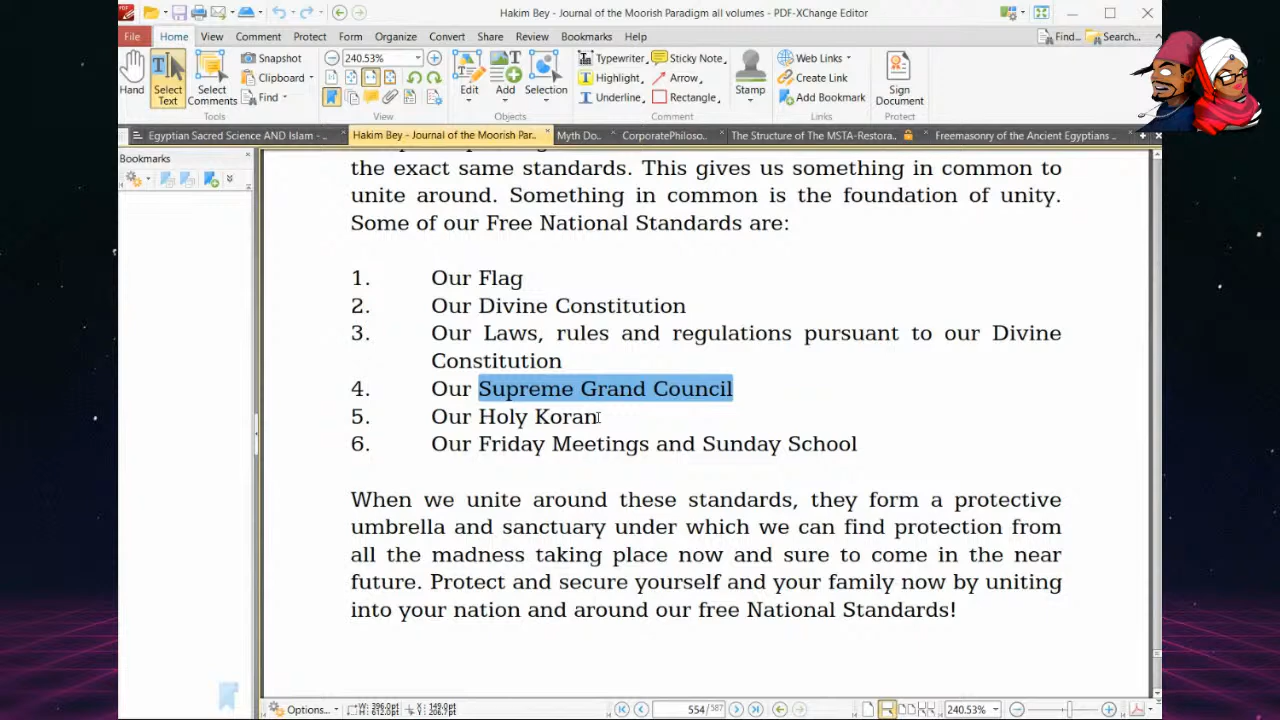 Hakim Bey - Journal of the Moorish Paradigm all volumes - PDF-XChange Editor
File Home View Comment Protect Form Organize Convert Share Review Bookmarks Help Find... Search...
Hand
Select Text
Select Comments
Snapshot
Clipboard
Find
Tools
240.53%
View
Edit
Add
Selection
Objects
Typewriter
Highlight
Underline
Sticky Note
Arrow
Rectangle
Stamp
Comment
Web Links
Create Link
Add Bookmark
Links
Sign Document
Protect
Egyptian Sacred Science AND Islam - ...
Hakim Bey - Journal of the Moorish Par...
Myth Do...
CorporatePhiloso...
The Structure of The MSTA-Restora...
Freemasonry of the Ancient Egyptians ...
Bookmarks
the exact same standards. This gives us something in common to
unite around. Something in common is the foundation of unity.
Some of our Free National Standards are:
1. Our Flag
2. Our Divine Constitution
3. Our Laws, rules and regulations pursuant to our Divine
Constitution
4. Our Supreme Grand Council
5. Our Holy Koran
6. Our Friday Meetings and Sunday School
When we unite around these standards, they form a protective
umbrella and sanctuary under which we can find protection from
all the madness taking place now and sure to come in the near
future. Protect and secure yourself and your family now by uniting
into your nation and around our free National Standards!
Options...
554 / 587
240.53%